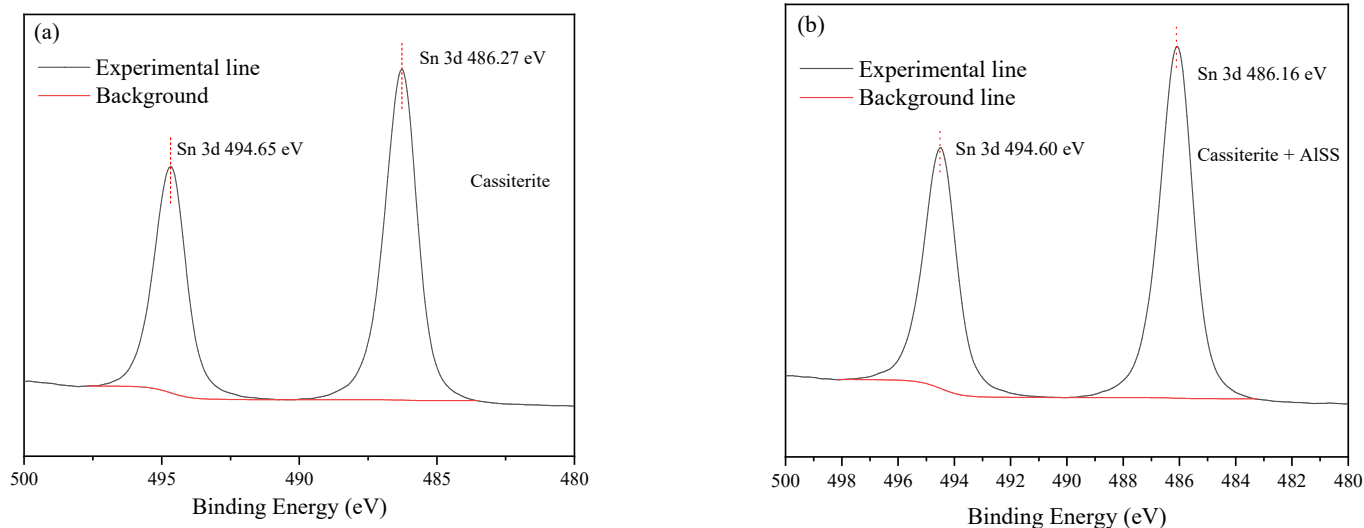 (a)
Experimental line
Background
Sn 3d 486.27 eV
Sn 3d 494.65 eV
Cassiterite
500
495
490
485
480
Binding Energy (eV)
(b)
Experimental line
Background line
Sn 3d 486.16 eV
Sn 3d 494.60 eV
Cassiterite + AlSS
500
498
496
494
492
490
488
486
484
482
480
Binding Energy (eV)